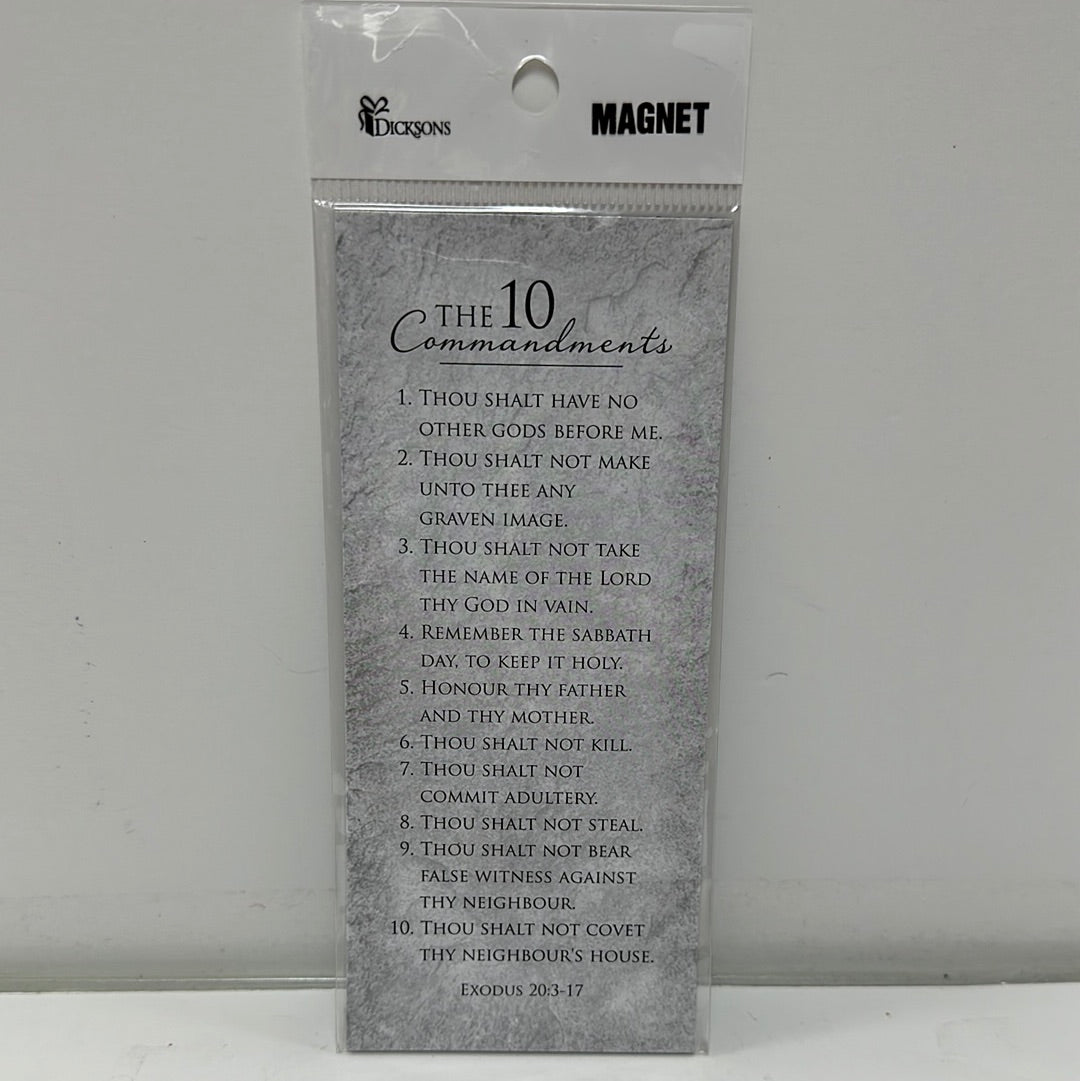 DICKSONS
MAGNET
THE 10
Commandments
1. THOU SHALT HAVE NO
OTHER GODS BEFORE ME.
2. THOU SHALT NOT MAKE
UNTO THEE ANY
GRAVEN IMAGE.
3. THOU SHALT NOT TAKE
THE NAME OF THE LORD
THY GOD IN VAIN.
4. REMEMBER THE SABBATH
DAY, TO KEEP IT HOLY.
5. HONOUR THY FATHER
AND THY MOTHER.
6. THOU SHALT NOT KILL.
7. THOU SHALT NOT
COMMIT ADULTERY.
8. THOU SHALT NOT STEAL.
9. THOU SHALT NOT BEAR
FALSE WITNESS AGAINST
THY NEIGHBOUR.
10. THOU SHALT NOT COVET
THY NEIGHBOUR'S HOUSE.
EXODUS 20:3-17